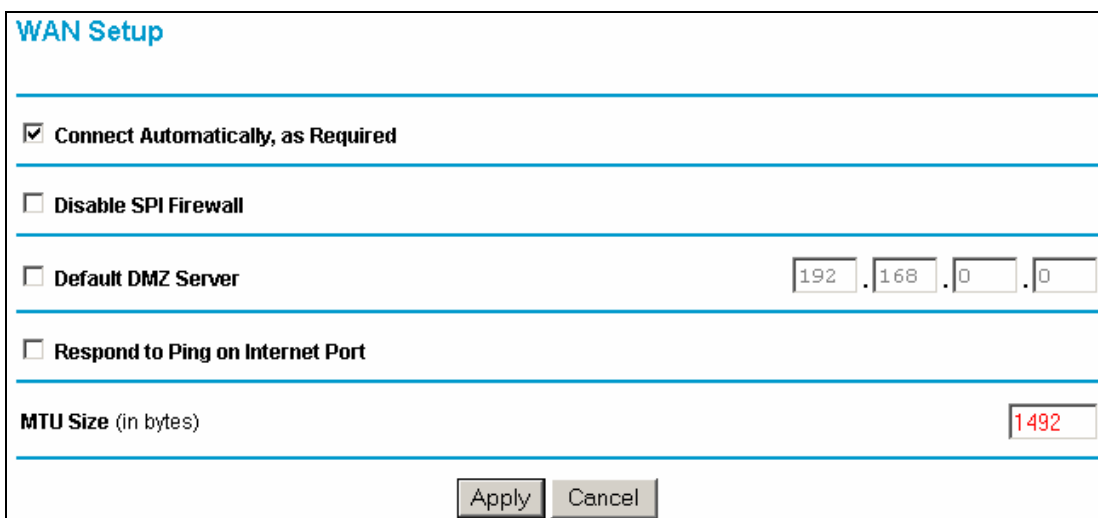 WAN Setup
Connect Automatically, as Required
Disable SPI Firewall
Default DMZ Server 192 . 168 . 0 . 0
Respond to Ping on Internet Port
MTU Size (in bytes) 1492
Apply Cancel